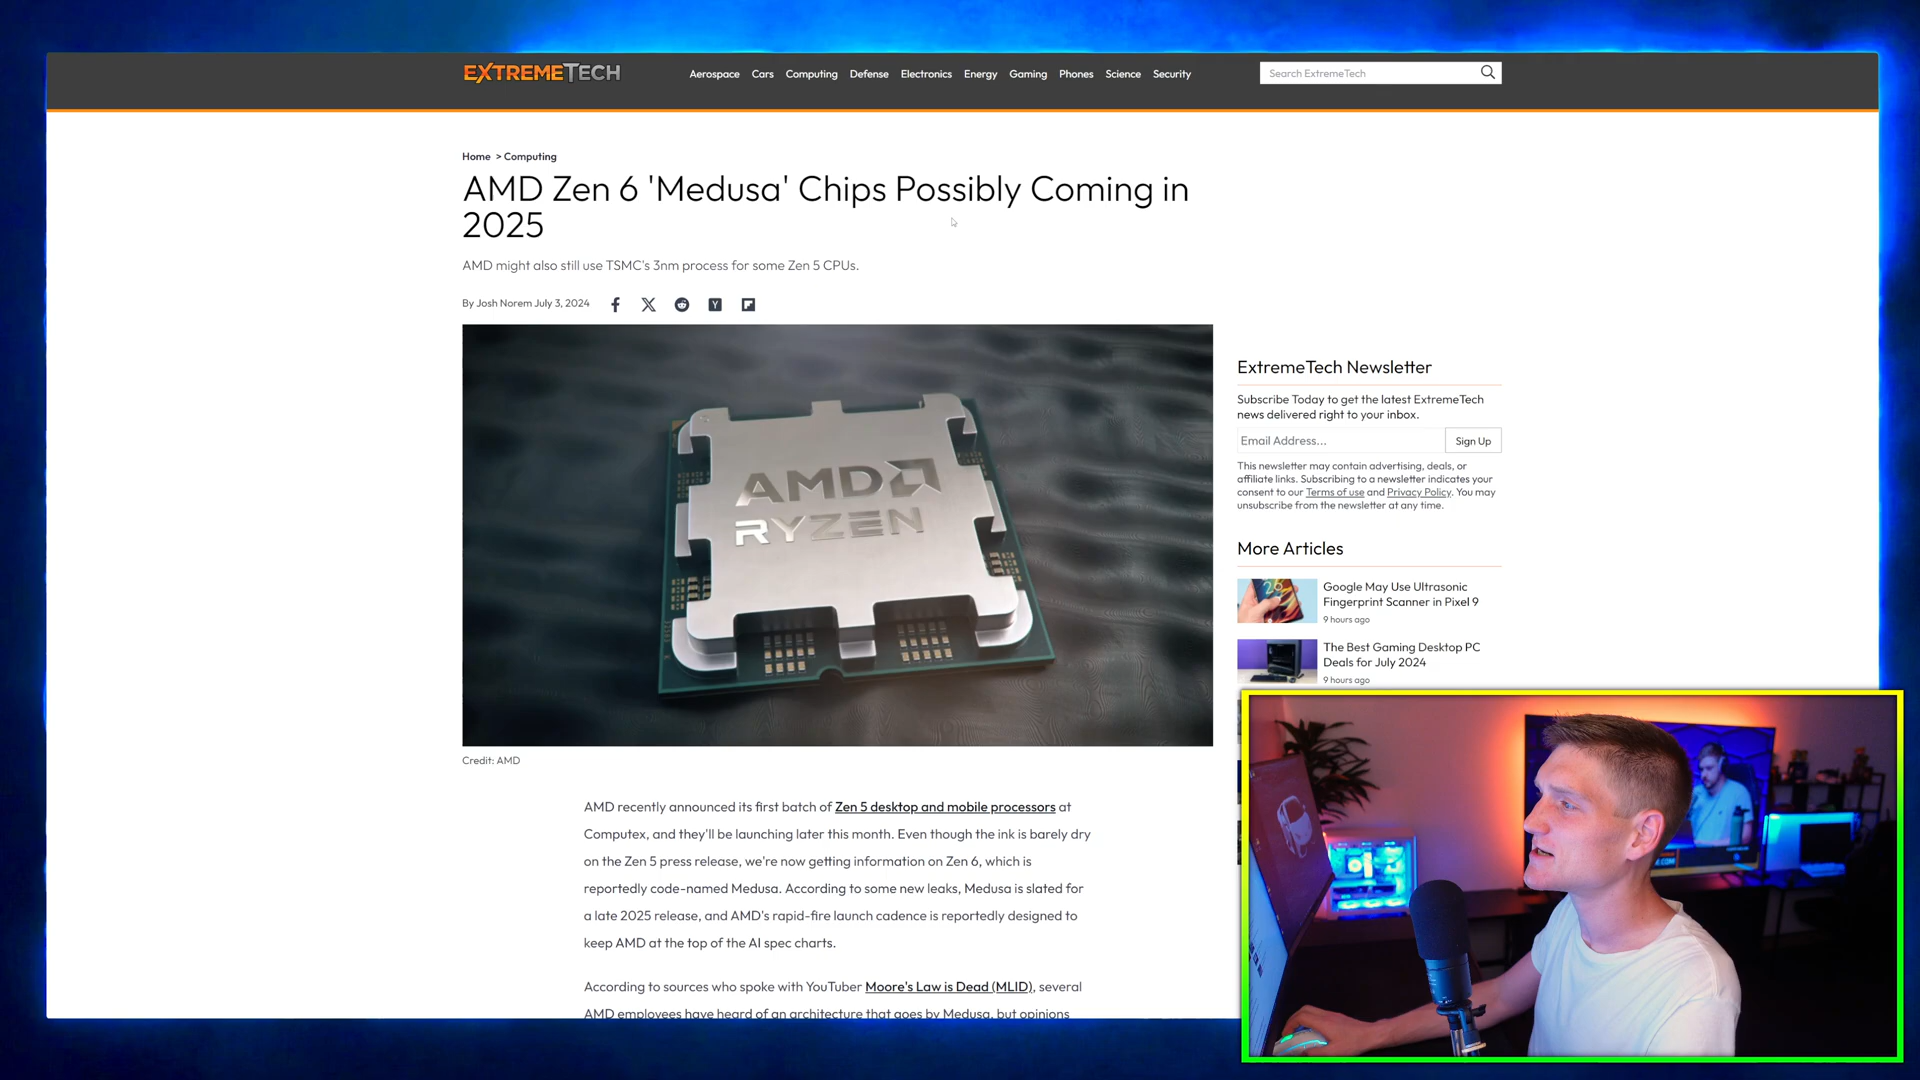 EXTREMETECH
Aerospace Cars Computing Defense Electronics Energy Gaming Phones Science Security
Search ExtremeTech
Home > Computing
AMD Zen 6 'Medusa' Chips Possibly Coming in
2025
AMD might also still use TSMC's 3nm process for some Zen 5 CPUs.
By Josh Norem July 3, 2024
AMD
RYZEN
Credit: AMD
AMD recently announced its first batch of Zen 5 desktop and mobile processors at
Computex, and they'll be launching later this month. Even though the ink is barely dry
on the Zen 5 press release, we're now getting information on Zen 6, which is
reportedly code-named Medusa. According to some new leaks, Medusa is slated for
a late 2025 release, and AMD's rapid-fire launch cadence is reportedly designed to
keep AMD at the top of the AI spec charts.
According to sources who spoke with YouTuber Moore's Law is Dead (MLID), several
AMD employees have heard of an architecture that goes by Medusa, but opinions
ExtremeTech Newsletter
Subscribe Today to get the latest ExtremeTech
news delivered right to your inbox.
Email Address...
Sign Up
This newsletter may contain advertising, deals, or
affiliate links. Subscribing to a newsletter indicates your
consent to our Terms of use and Privacy Policy. You may
unsubscribe from the newsletter at any time.
More Articles
Google May Use Ultrasonic
Fingerprint Scanner in Pixel 9
9 hours ago
The Best Gaming Desktop PC
Deals for July 2024
9 hours ago